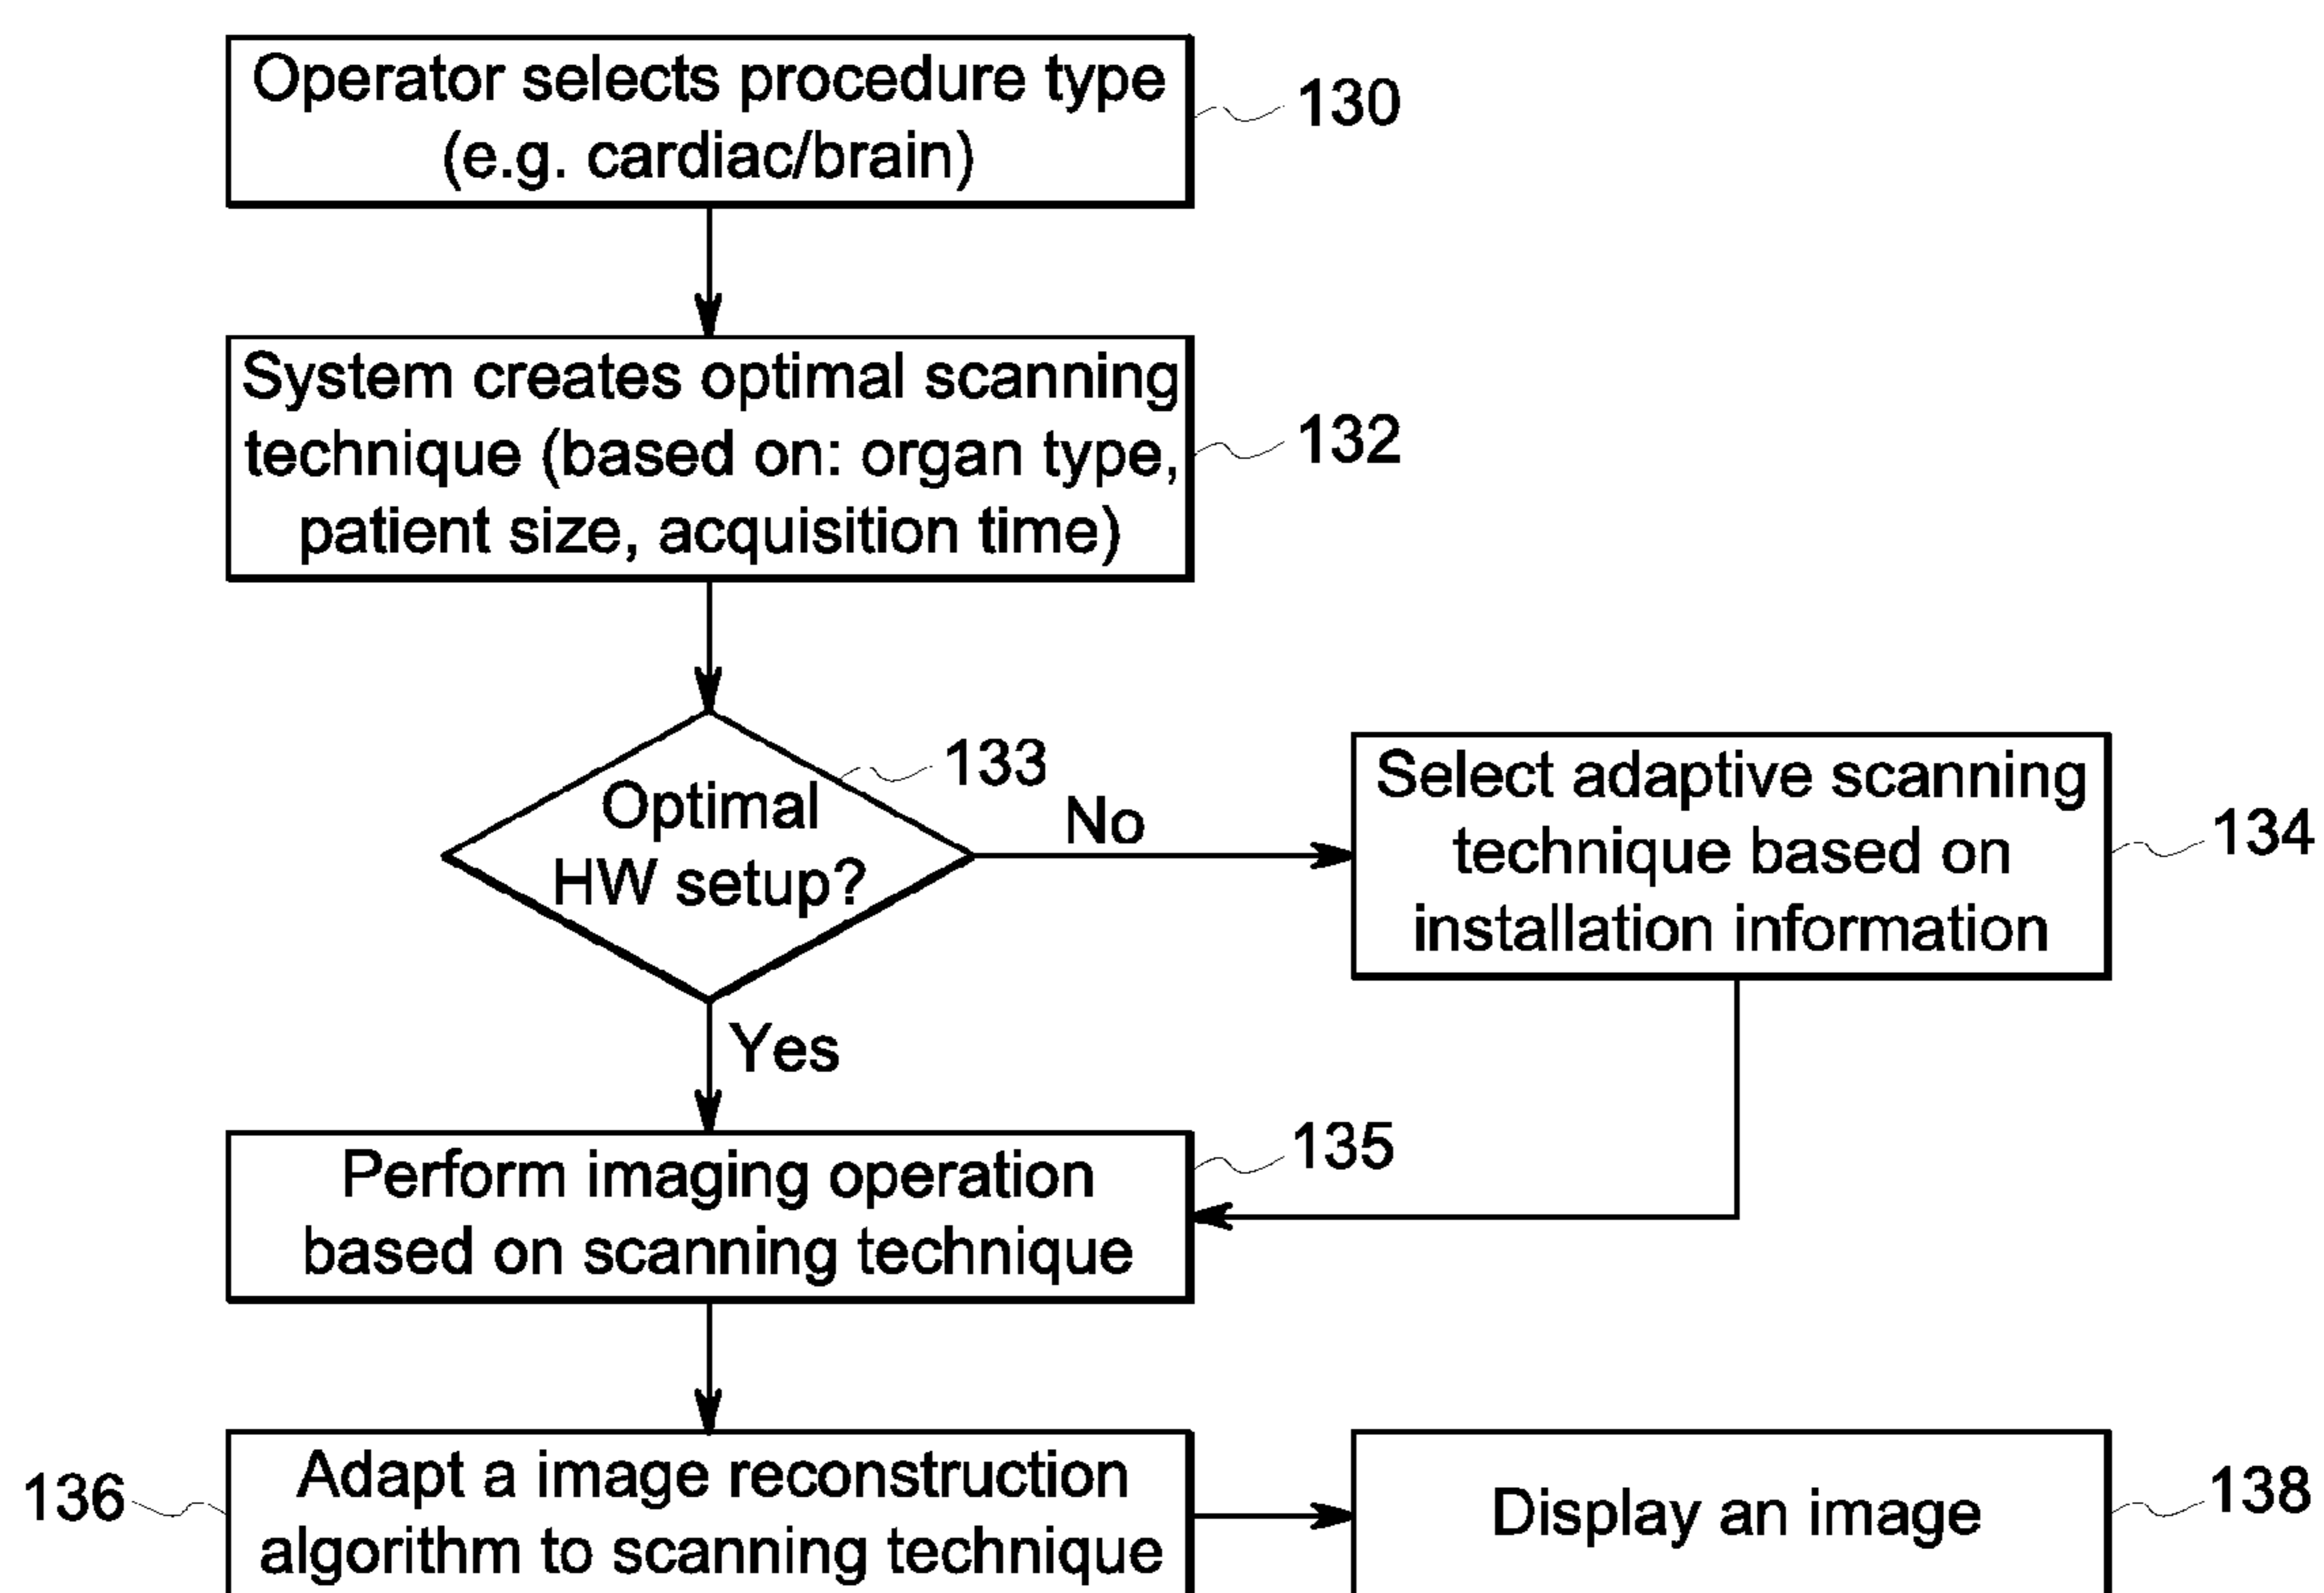 Operator selects procedure type
(e.g. cardiac/brain)
130
System creates optimal scanning
technique (based on: organ type,
patient size, acquisition time)
132
Optimal
HW setup?
133
No
Select adaptive scanning
technique based on
installation information
134
Yes
Perform imaging operation
based on scanning technique
135
Adapt a image reconstruction
algorithm to scanning technique
136
Display an image
138